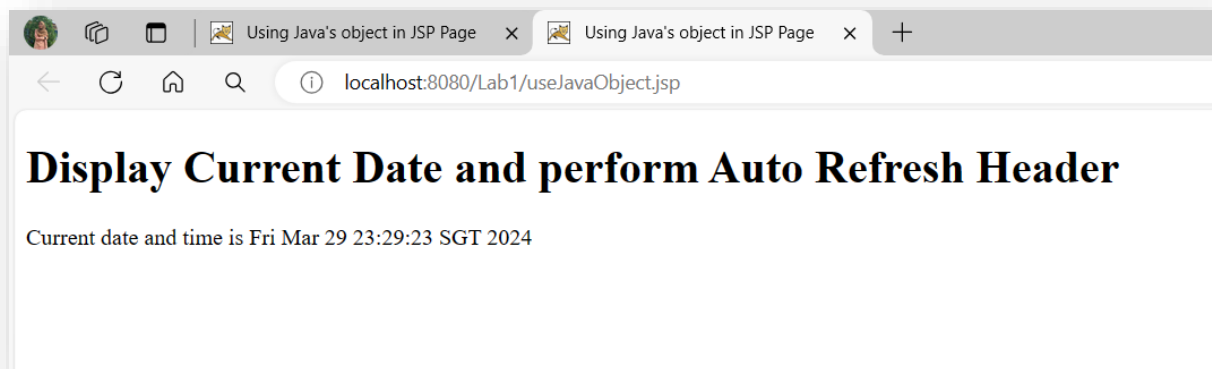 Using Java's object in JSP Page
Using Java's object in JSP Page
localhost:8080/Lab1/useJavaObject.jsp
Display Current Date and perform Auto Refresh Header
Current date and time is Fri Mar 29 23:29:23 SGT 2024